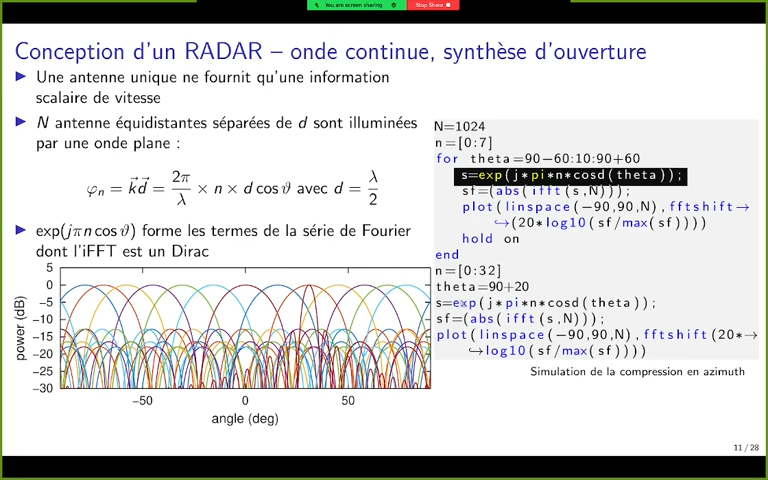 You are screen sharing
Stop Share
Conception d'un RADAR – onde continue, synthèse d'ouverture
Une antenne unique ne fournit qu'une information
scalaire de vitesse
N antenne équidistantes séparées de d sont illuminées
par une onde plane :
φn = k⃗d⃗ = 2π/λ × n × d cos ϑ avec d = λ/2
exp(jπn cos ϑ) forme les termes de la série de Fourier
dont l'iFFT est un Dirac
5
0
−5
−10
−15
−20
−25
−30
power (dB)
−50
0
50
angle (deg)
N=1024
n=[0:7]
for theta=90−60:10:90+60
s=exp(j*pi*n*cosd(theta));
sf=(abs(ifft(s,N)));
plot(linspace(−90,90,N),fftshift→
↪(20*log10(sf/max(sf))))
hold on
end
n=[0:32]
theta=90+20
s=exp(j*pi*n*cosd(theta));
sf=(abs(ifft(s,N)));
plot(linspace(−90,90,N),fftshift(20*→
↪log10(sf/max(sf))))
Simulation de la compression en azimuth
11 / 28